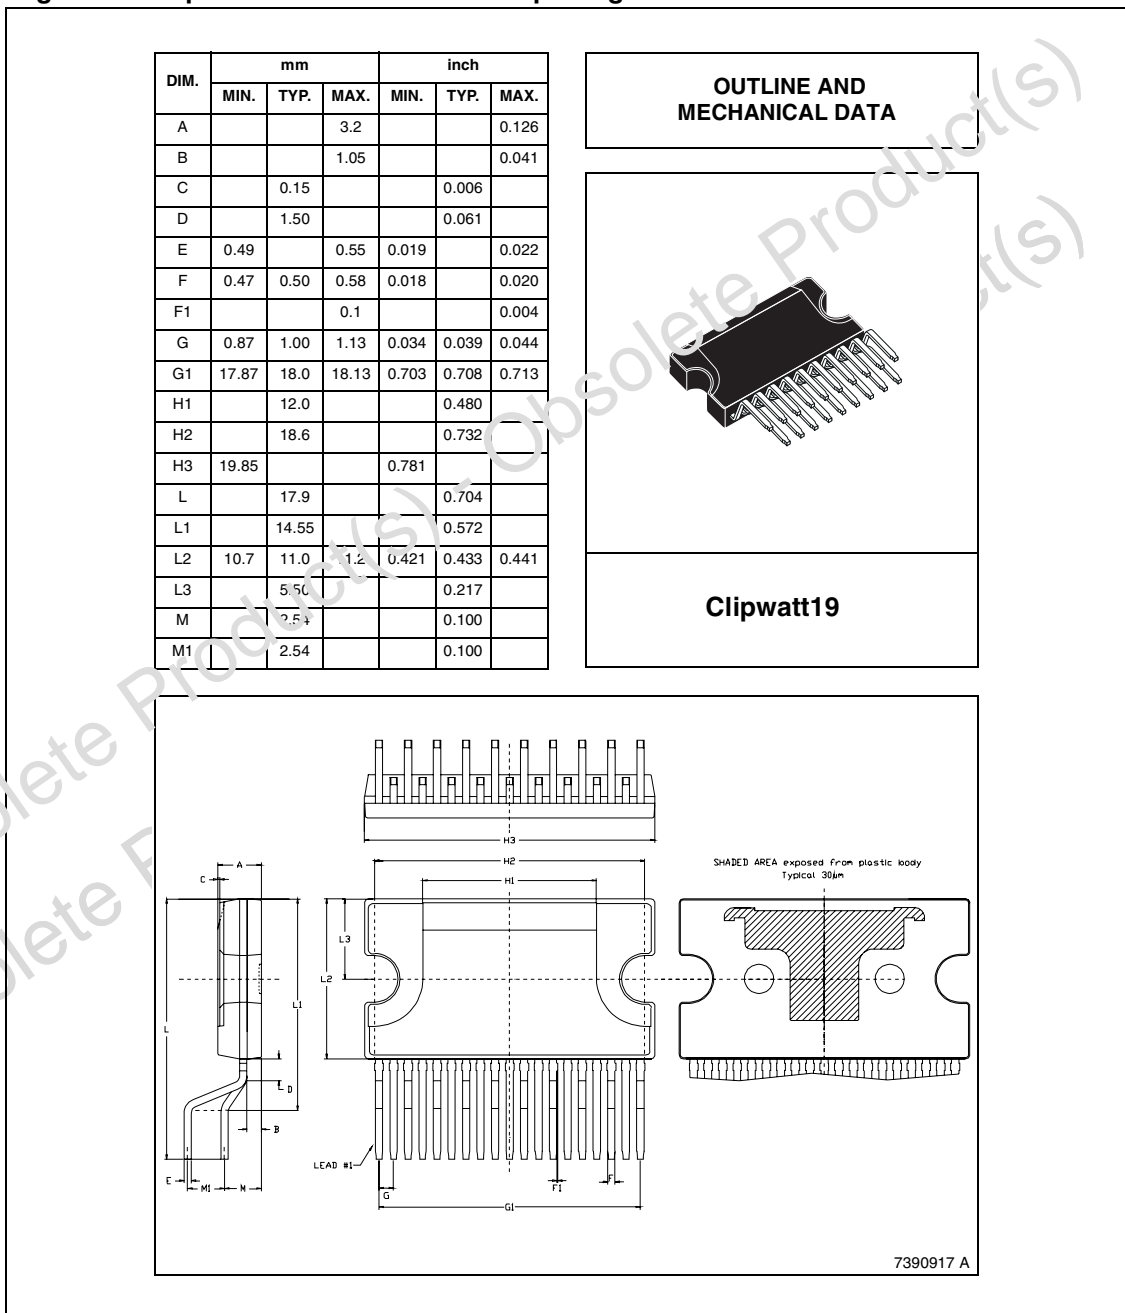 DIM. mm inch
MIN. TYP. MAX. MIN. TYP. MAX.
A 3.2 0.126
B 1.05 0.041
C 0.15 0.006
D 1.50 0.061
E 0.49 0.55 0.019 0.022
F 0.47 0.50 0.58 0.018 0.020
F1 0.1 0.004
G 0.87 1.00 1.13 0.034 0.039 0.044
G1 17.87 18.0 18.13 0.703 0.708 0.713
H1 12.0 0.480
H2 18.6 0.732
H3 19.85 0.781
L 17.9 0.704
L1 14.55 0.572
L2 10.7 11.0 0.421 0.433 0.441
L3 5.50 0.217
M 2.54 0.100
M1 2.54 0.100
OUTLINE AND
MECHANICAL DATA
Clipwatt19
H3
H2
H1
A
C
L3
L2
L1
L
D
B
E
M1
M
LEAD #1
G
F1
F
G1
SHADED AREA exposed from plastic body
Typical 30µm
7390917 A
Product(s) - Obsolete Product(s)